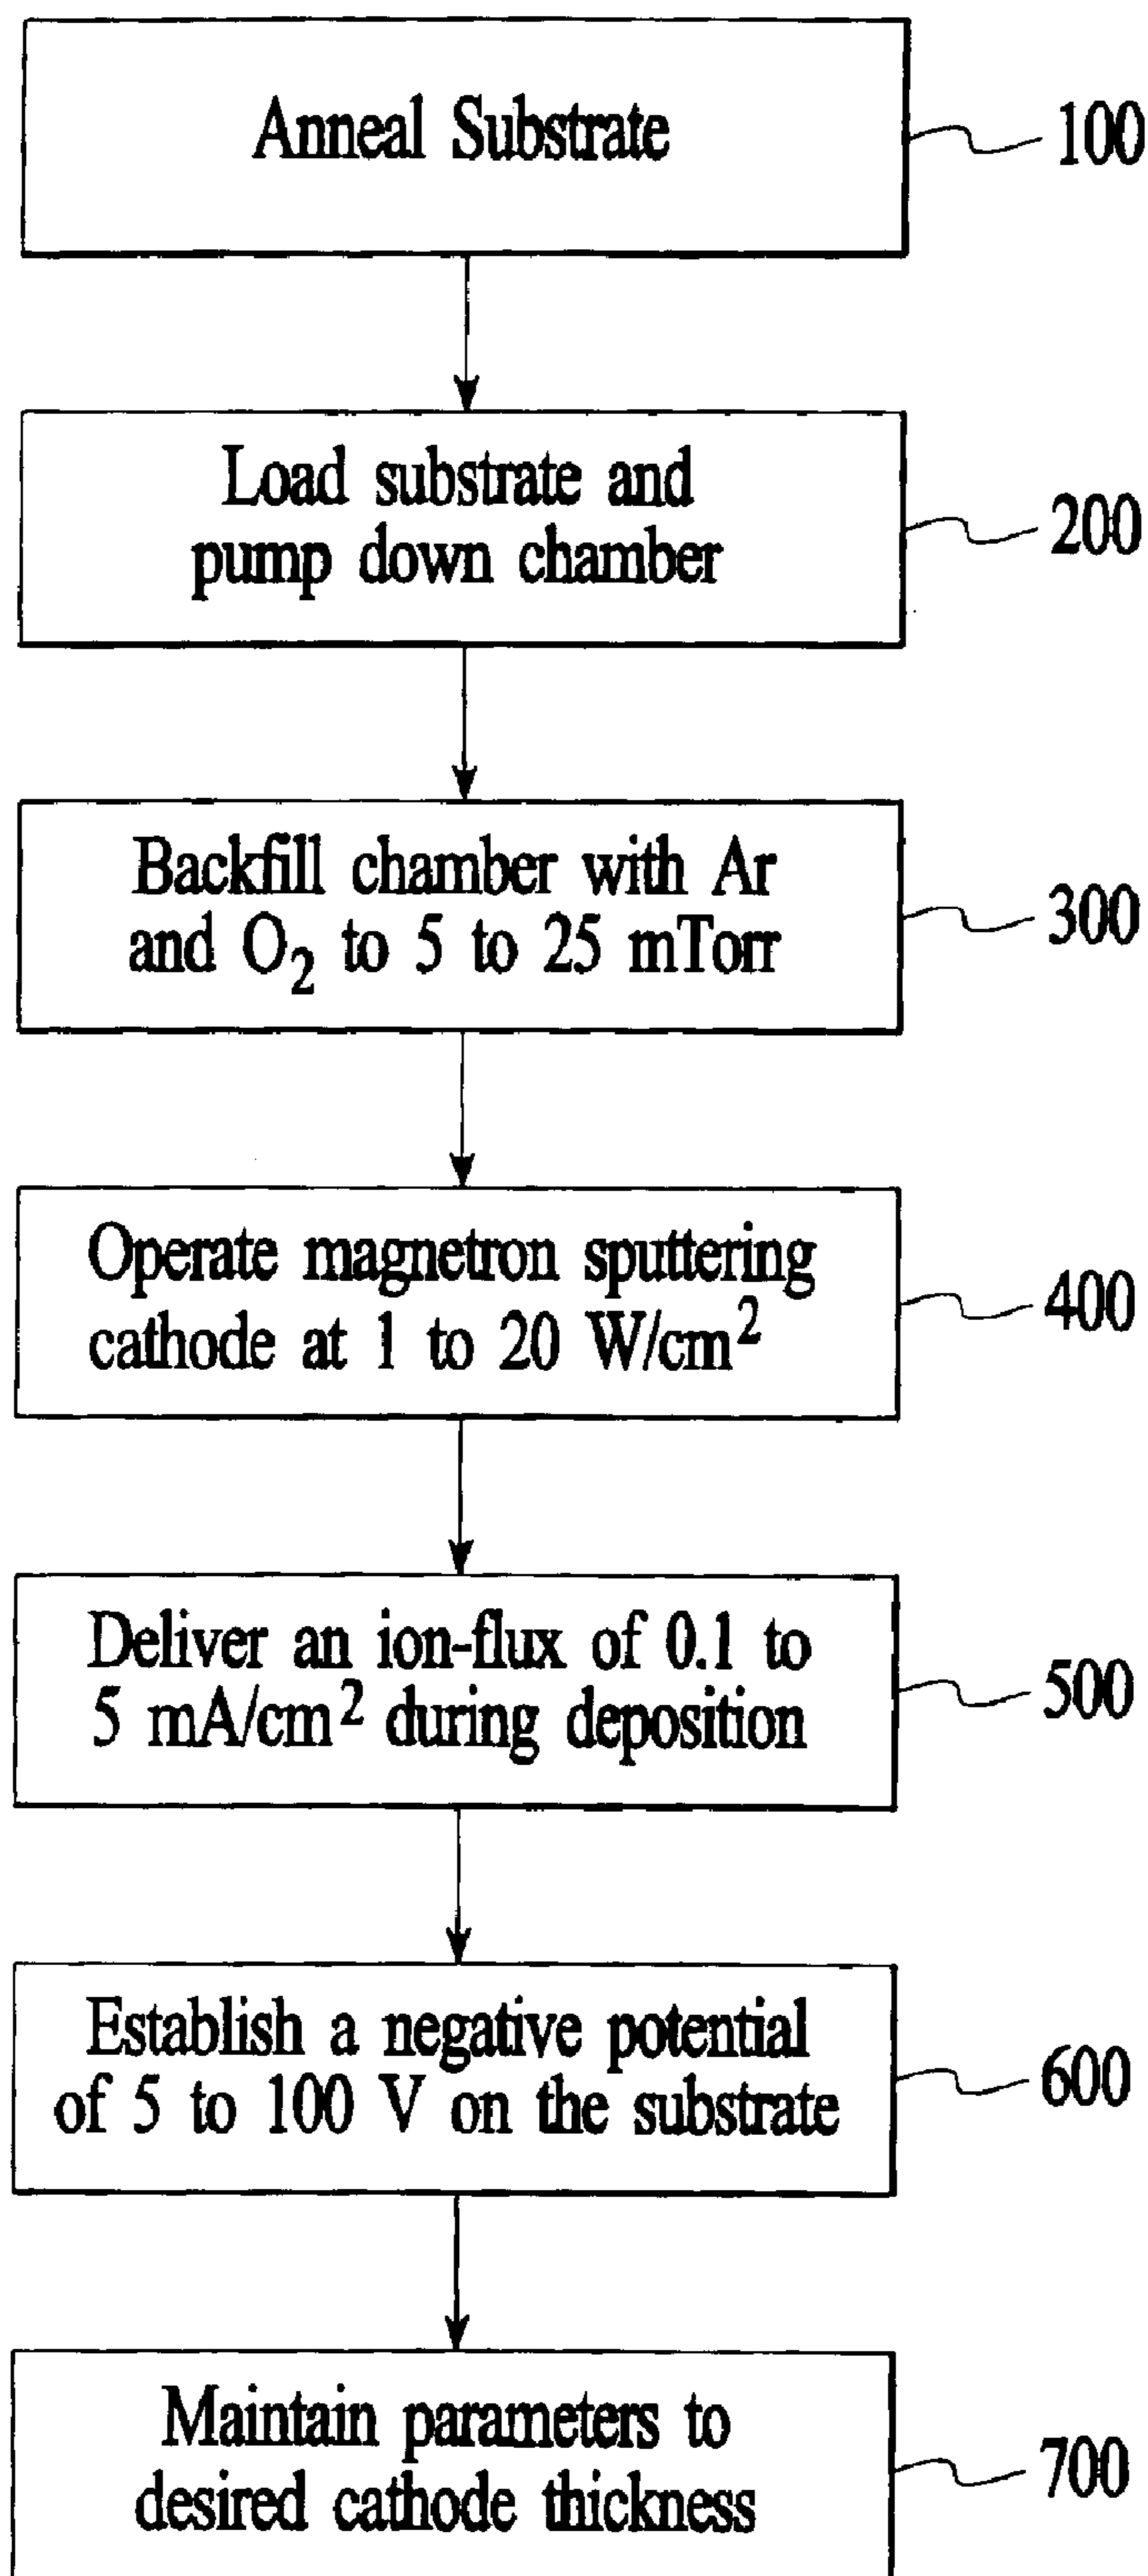 Anneal Substrate
100
Load substrate and
pump down chamber
200
Backfill chamber with Ar
and O₂ to 5 to 25 mTorr
300
Operate magnetron sputtering
cathode at 1 to 20 W/cm²
400
Deliver an ion-flux of 0.1 to
5 mA/cm² during deposition
500
Establish a negative potential
of 5 to 100 V on the substrate
600
Maintain parameters to
desired cathode thickness
700